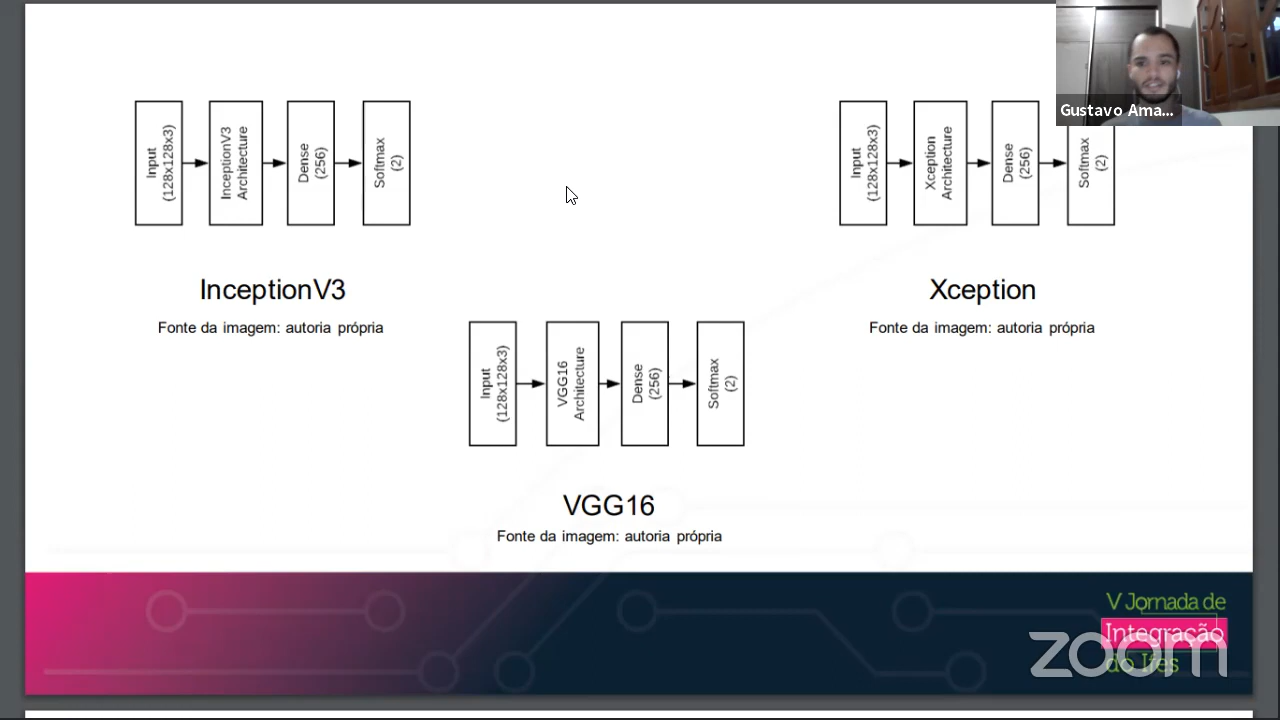 Gustavo Ama...
Input
(128x128x3)
InceptionV3
Architecture
Dense
(256)
Softmax
(2)
InceptionV3
Fonte da imagem: autoria própria
Input
(128x128x3)
Xception
Architecture
Dense
(256)
Softmax
(2)
Xception
Fonte da imagem: autoria própria
Input
(128x128x3)
VGG16
Architecture
Dense
(256)
Softmax
(2)
VGG16
Fonte da imagem: autoria própria
V Jornada de
Integração
do Ifes
zoom